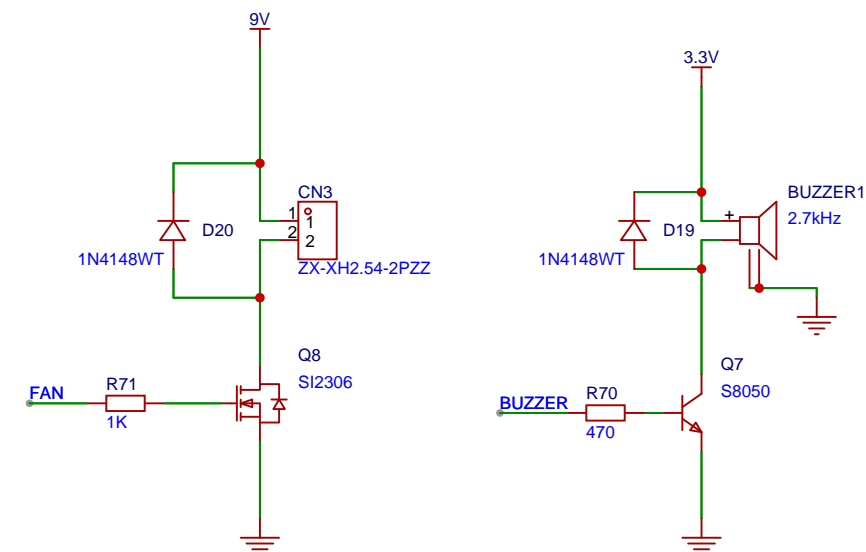 9V
CN3
1
1
2
2
D20
1N4148WT
ZX-XH2.54-2PZZ
Q8
SI2306
FAN
R71
1K
3.3V
BUZZER1
+
2.7kHz
D19
1N4148WT
Q7
S8050
BUZZER
R70
470